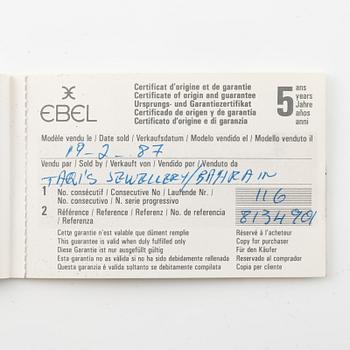 EBEL
Certificat d'origine et de garantie
Certificate of origin and guarantee
Ursprungs- und Garantiezertifikat
Certificado de origen y de garantía
Certificato d'origine e di garanzia
5
ans
years
Jahre
años
anni
Modèle vendu le / Date sold / Verkaufsdatum / Modelo vendido el / Modello venduto il
19-2-87
Vendu par / Sold by / Verkauft von / Vendido por / Venduto da
TAQI'S JEWELLERY/BAHRAIN
1 No. consécutif / Consecutive No / Laufende Nr. /
No. consecutivo / N. serie progressivo
116
2 Référence / Reference / Referenz / No. de referencia
/ Referenza
8134901
Cette garantie n'est valable que dûment remplie
This guarantee is valid when duly fulfilled only
Diese Garantie ist nur ausgefüllt gültig
Esta garantía no es válida si no ha sido debidamente rellenada
Questa garanzia è valida soltanto se debitamente compilata
Réservé à l'acheteur
Copy for purchaser
Für den Käufer
Reservado al comprador
Copia per cliente